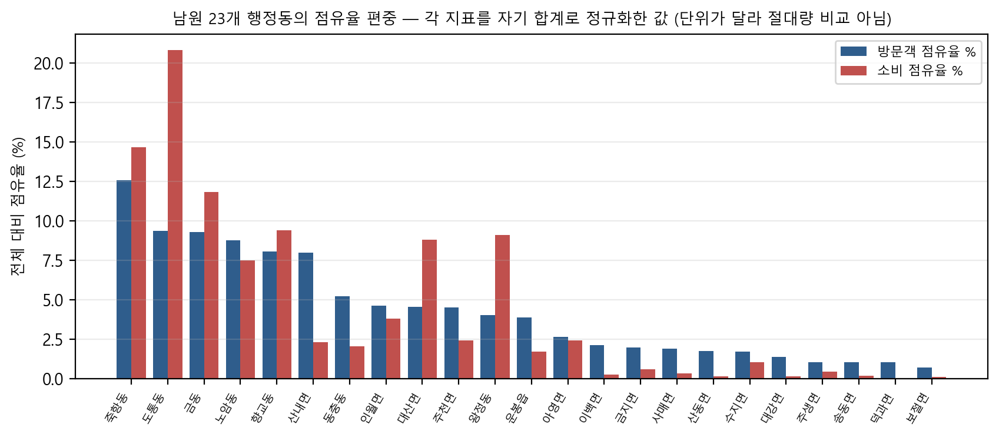 남원 23개 행정동의 점유율 편중 — 각 지표를 자기 합계로 정규화한 값 (단위가 달라 절대량 비교 아님)
방문객 점유율 %
소비 점유율 %
전체 대비 점유율 (%)
20.0
17.5
15.0
12.5
10.0
7.5
5.0
2.5
0.0
죽항동
도통동
금동
노암동
향교동
산내면
동충동
인월면
대산면
주천면
왕정동
운봉읍
아영면
이백면
금지면
사매면
산동면
수지면
대강면
주생면
송동면
덕과면
보절면